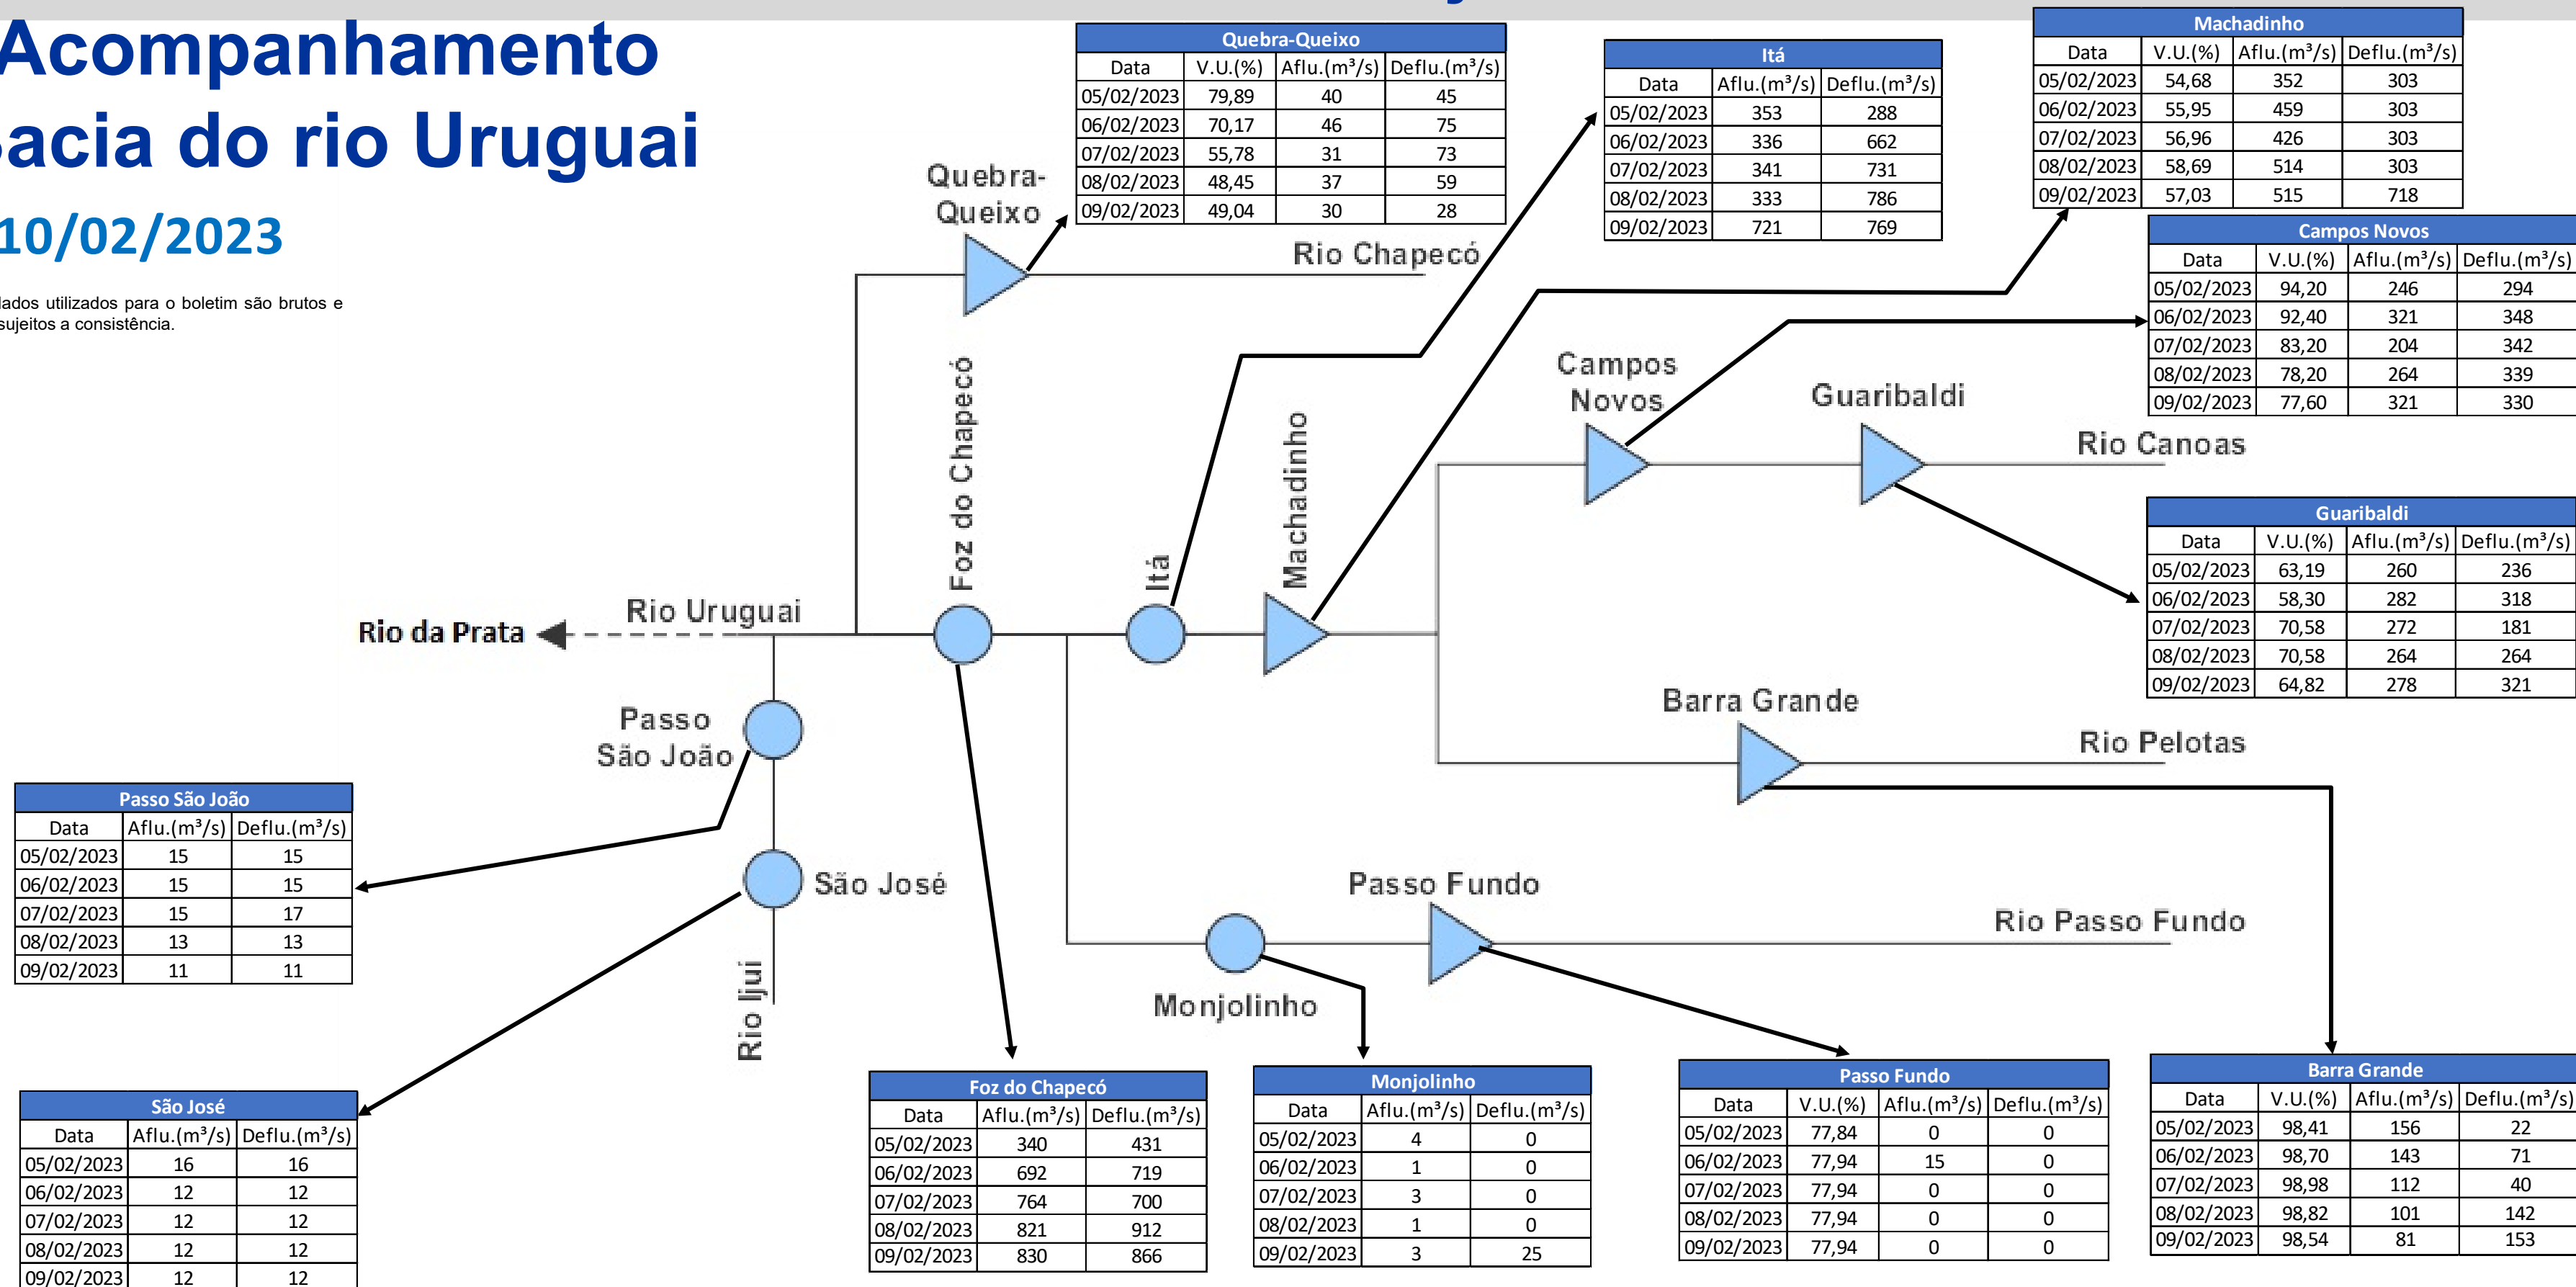 Acompanhamento
Bacia do rio Uruguai
10/02/2023
dados utilizados para o boletim são brutos e
sujeitos a consistência.
Quebra-Queixo
Data V.U.(%) Aflu.(m³/s) Deflu.(m³/s)
05/02/2023 79,89 40 45
06/02/2023 70,17 46 75
07/02/2023 55,78 31 73
08/02/2023 48,45 37 59
09/02/2023 49,04 30 28
Itá
Data Aflu.(m³/s) Deflu.(m³/s)
05/02/2023 353 288
06/02/2023 336 662
07/02/2023 341 731
08/02/2023 333 786
09/02/2023 721 769
Machadinho
Data V.U.(%) Aflu.(m³/s) Deflu.(m³/s)
05/02/2023 54,68 352 303
06/02/2023 55,95 459 303
07/02/2023 56,96 426 303
08/02/2023 58,69 514 303
09/02/2023 57,03 515 718
Campos Novos
Data V.U.(%) Aflu.(m³/s) Deflu.(m³/s)
05/02/2023 94,20 246 294
06/02/2023 92,40 321 348
07/02/2023 83,20 204 342
08/02/2023 78,20 264 339
09/02/2023 77,60 321 330
Quebra-
Queixo
Rio Chapecó
Foz do Chapecó
Itá
Machadinho
Campos
Novos
Guaribaldi
Rio Canoas
Guaribaldi
Data V.U.(%) Aflu.(m³/s) Deflu.(m³/s)
05/02/2023 63,19 260 236
06/02/2023 58,30 282 318
07/02/2023 70,58 272 181
08/02/2023 70,58 264 264
09/02/2023 64,82 278 321
Rio da Prata
Rio Uruguai
Passo
São João
Barra Grande
Rio Pelotas
São José
Rio Ijuí
Passo Fundo
Rio Passo Fundo
Monjolinho
Passo São João
Data Aflu.(m³/s) Deflu.(m³/s)
05/02/2023 15 15
06/02/2023 15 15
07/02/2023 15 17
08/02/2023 13 13
09/02/2023 11 11
São José
Data Aflu.(m³/s) Deflu.(m³/s)
05/02/2023 16 16
06/02/2023 12 12
07/02/2023 12 12
08/02/2023 12 12
09/02/2023 12 12
Foz do Chapecó
Data Aflu.(m³/s) Deflu.(m³/s)
05/02/2023 340 431
06/02/2023 692 719
07/02/2023 764 700
08/02/2023 821 912
09/02/2023 830 866
Monjolinho
Data Aflu.(m³/s) Deflu.(m³/s)
05/02/2023 4 0
06/02/2023 1 0
07/02/2023 3 0
08/02/2023 1 0
09/02/2023 3 25
Passo Fundo
Data V.U.(%) Aflu.(m³/s) Deflu.(m³/s)
05/02/2023 77,84 0 0
06/02/2023 77,94 15 0
07/02/2023 77,94 0 0
08/02/2023 77,94 0 0
09/02/2023 77,94 0 0
Barra Grande
Data V.U.(%) Aflu.(m³/s) Deflu.(m³/s)
05/02/2023 98,41 156 22
06/02/2023 98,70 143 71
07/02/2023 98,98 112 40
08/02/2023 98,82 101 142
09/02/2023 98,54 81 153